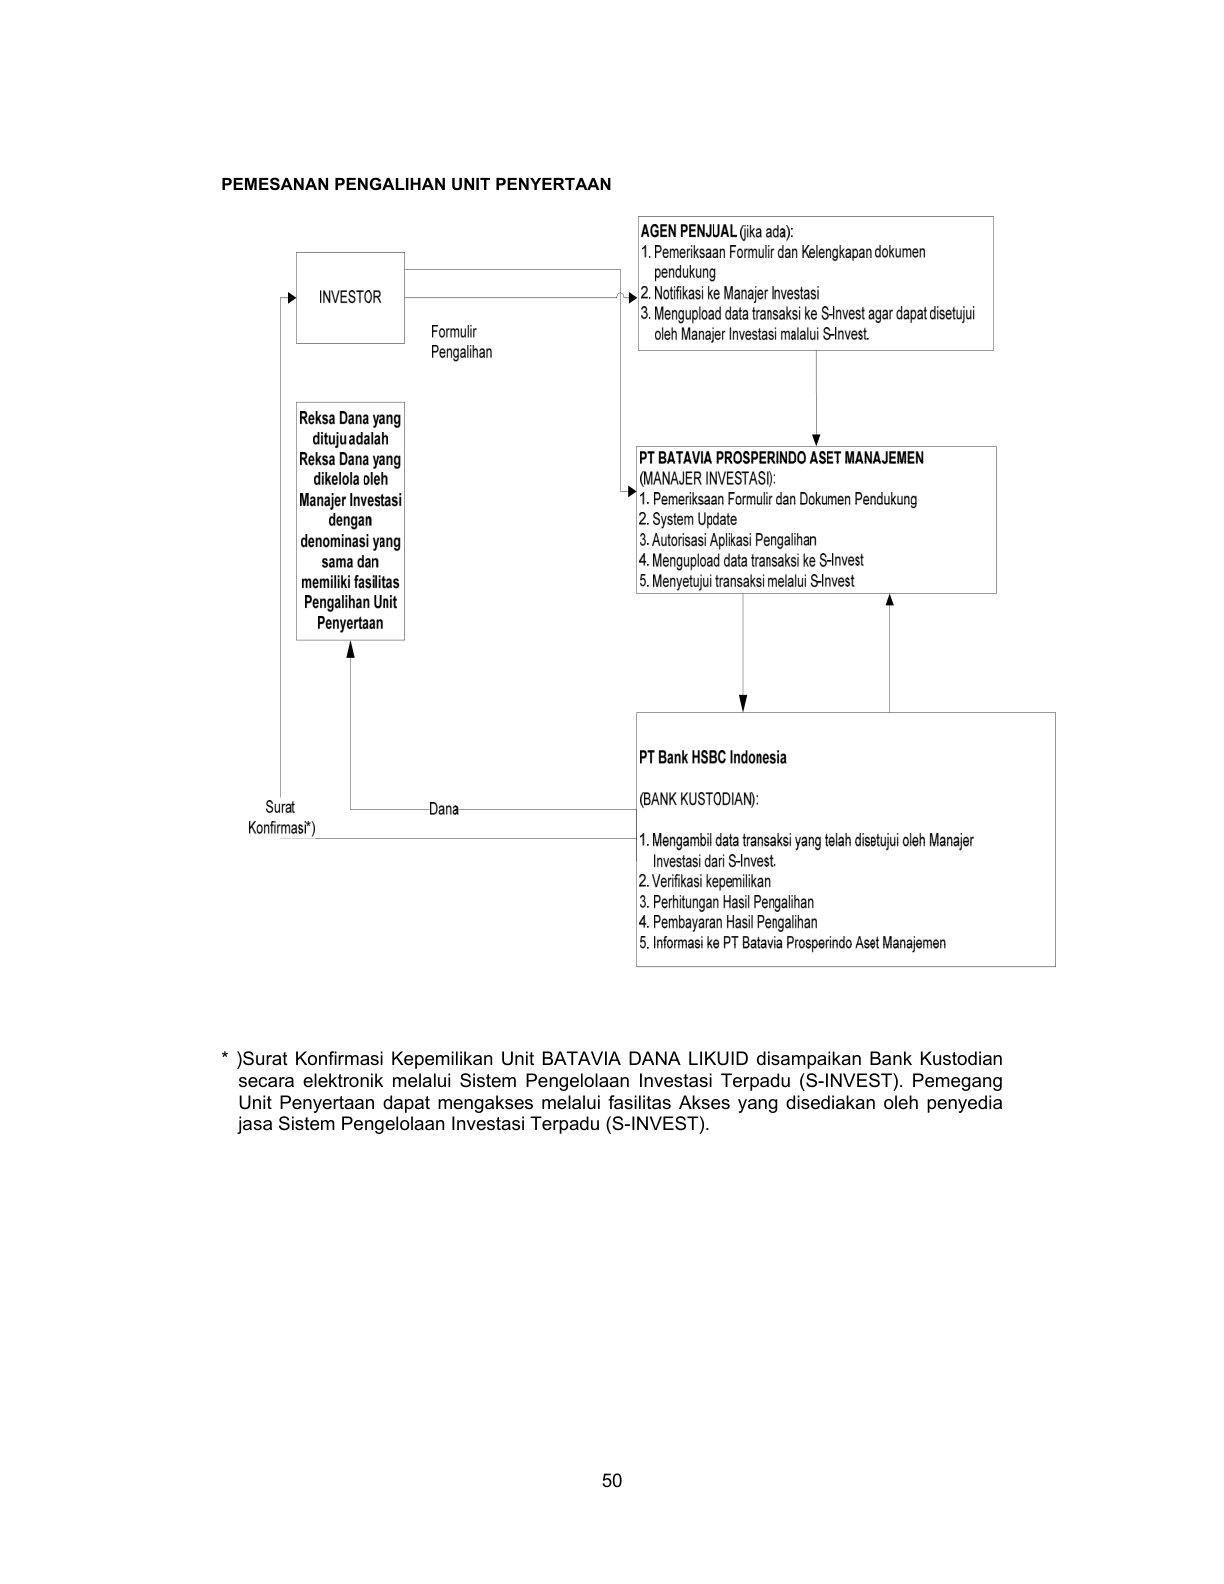 PEMESANAN PENGALIHAN UNIT PENYERTAAN
INVESTOR
Formulir
Pengalihan
AGEN PENJUAL (jika ada):
1. Pemeriksaan Formulir dan Kelengkapan dokumen
pendukung
2. Notifikasi ke Manajer Investasi
3. Mengupload data transaksi ke S-Invest agar dapat disetujui
oleh Manajer Investasi malalui S-Invest.
Reksa Dana yang
dituju adalah
Reksa Dana yang
dikelola oleh
Manajer Investasi
dengan
denominasi yang
sama dan
memiliki fasilitas
Pengalihan Unit
Penyertaan
PT BATAVIA PROSPERINDO ASET MANAJEMEN
(MANAJER INVESTASI):
1. Pemeriksaan Formulir dan Dokumen Pendukung
2. System Update
3. Autorisasi Aplikasi Pengalihan
4. Mengupload data transaksi ke S-Invest
5. Menyetujui transaksi melalui S-Invest
Surat
Konfirmasi*)
Dana
PT Bank HSBC Indonesia
(BANK KUSTODIAN):
1. Mengambil data transaksi yang telah disetujui oleh Manajer
Investasi dari S-Invest.
2. Verifikasi kepemilikan
3. Perhitungan Hasil Pengalihan
4. Pembayaran Hasil Pengalihan
5. Informasi ke PT Batavia Prosperindo Aset Manajemen
* )Surat Konfirmasi Kepemilikan Unit BATAVIA DANA LIKUID disampaikan Bank Kustodian
secara elektronik melalui Sistem Pengelolaan Investasi Terpadu (S-INVEST). Pemegang
Unit Penyertaan dapat mengakses melalui fasilitas Akses yang disediakan oleh penyedia
jasa Sistem Pengelolaan Investasi Terpadu (S-INVEST).
50